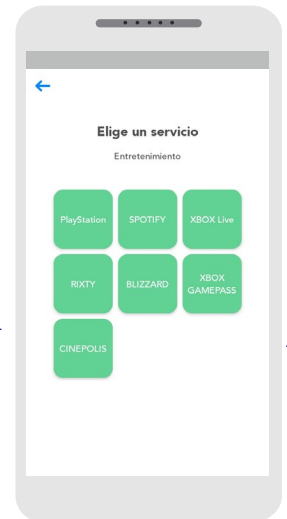 Elige un servicio
Entretenimiento
PlayStation
SPOTIFY
XBOX Live
RIXTY
BLIZZARD
XBOX
GAMEPASS
CINEPOLIS